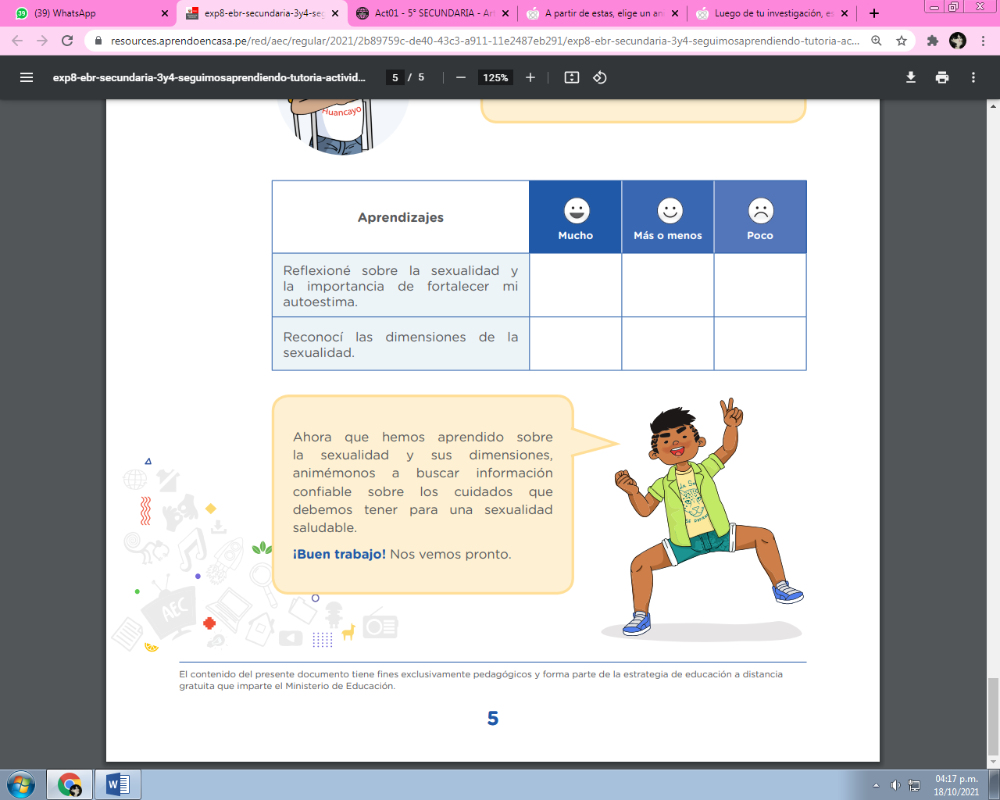 (39) WhatsApp
exp8-ebr-secundaria-3y4-seg
Act01 - 5° SECUNDARIA - Ar
A partir de estas, elige un an
Luego de tu investigación, es
resources.aprendoencasa.pe/red/aec/regular/2021/2b89759c-de40-43c3-a911-11e2487eb291/exp8-ebr-secundaria-3y4-seguimosaprendiendo-tutoria-ac...
exp8-ebr-secundaria-3y4-seguimosaprendiendo-tutoria-activid...
5 / 5
125%
Huancayo
Aprendizajes
Mucho
Más o menos
Poco
Reflexioné sobre la sexualidad y
la importancia de fortalecer mi
autoestima.
Reconocí las dimensiones de la
sexualidad.
Ahora que hemos aprendido sobre
la sexualidad y sus dimensiones,
animémonos a buscar información
confiable sobre los cuidados que
debemos tener para una sexualidad
saludable.
¡Buen trabajo! Nos vemos pronto.
AEC
El contenido del presente documento tiene fines exclusivamente pedagógicos y forma parte de la estrategia de educación a distancia
gratuita que imparte el Ministerio de Educación.
5
04:17 p.m.
18/10/2021